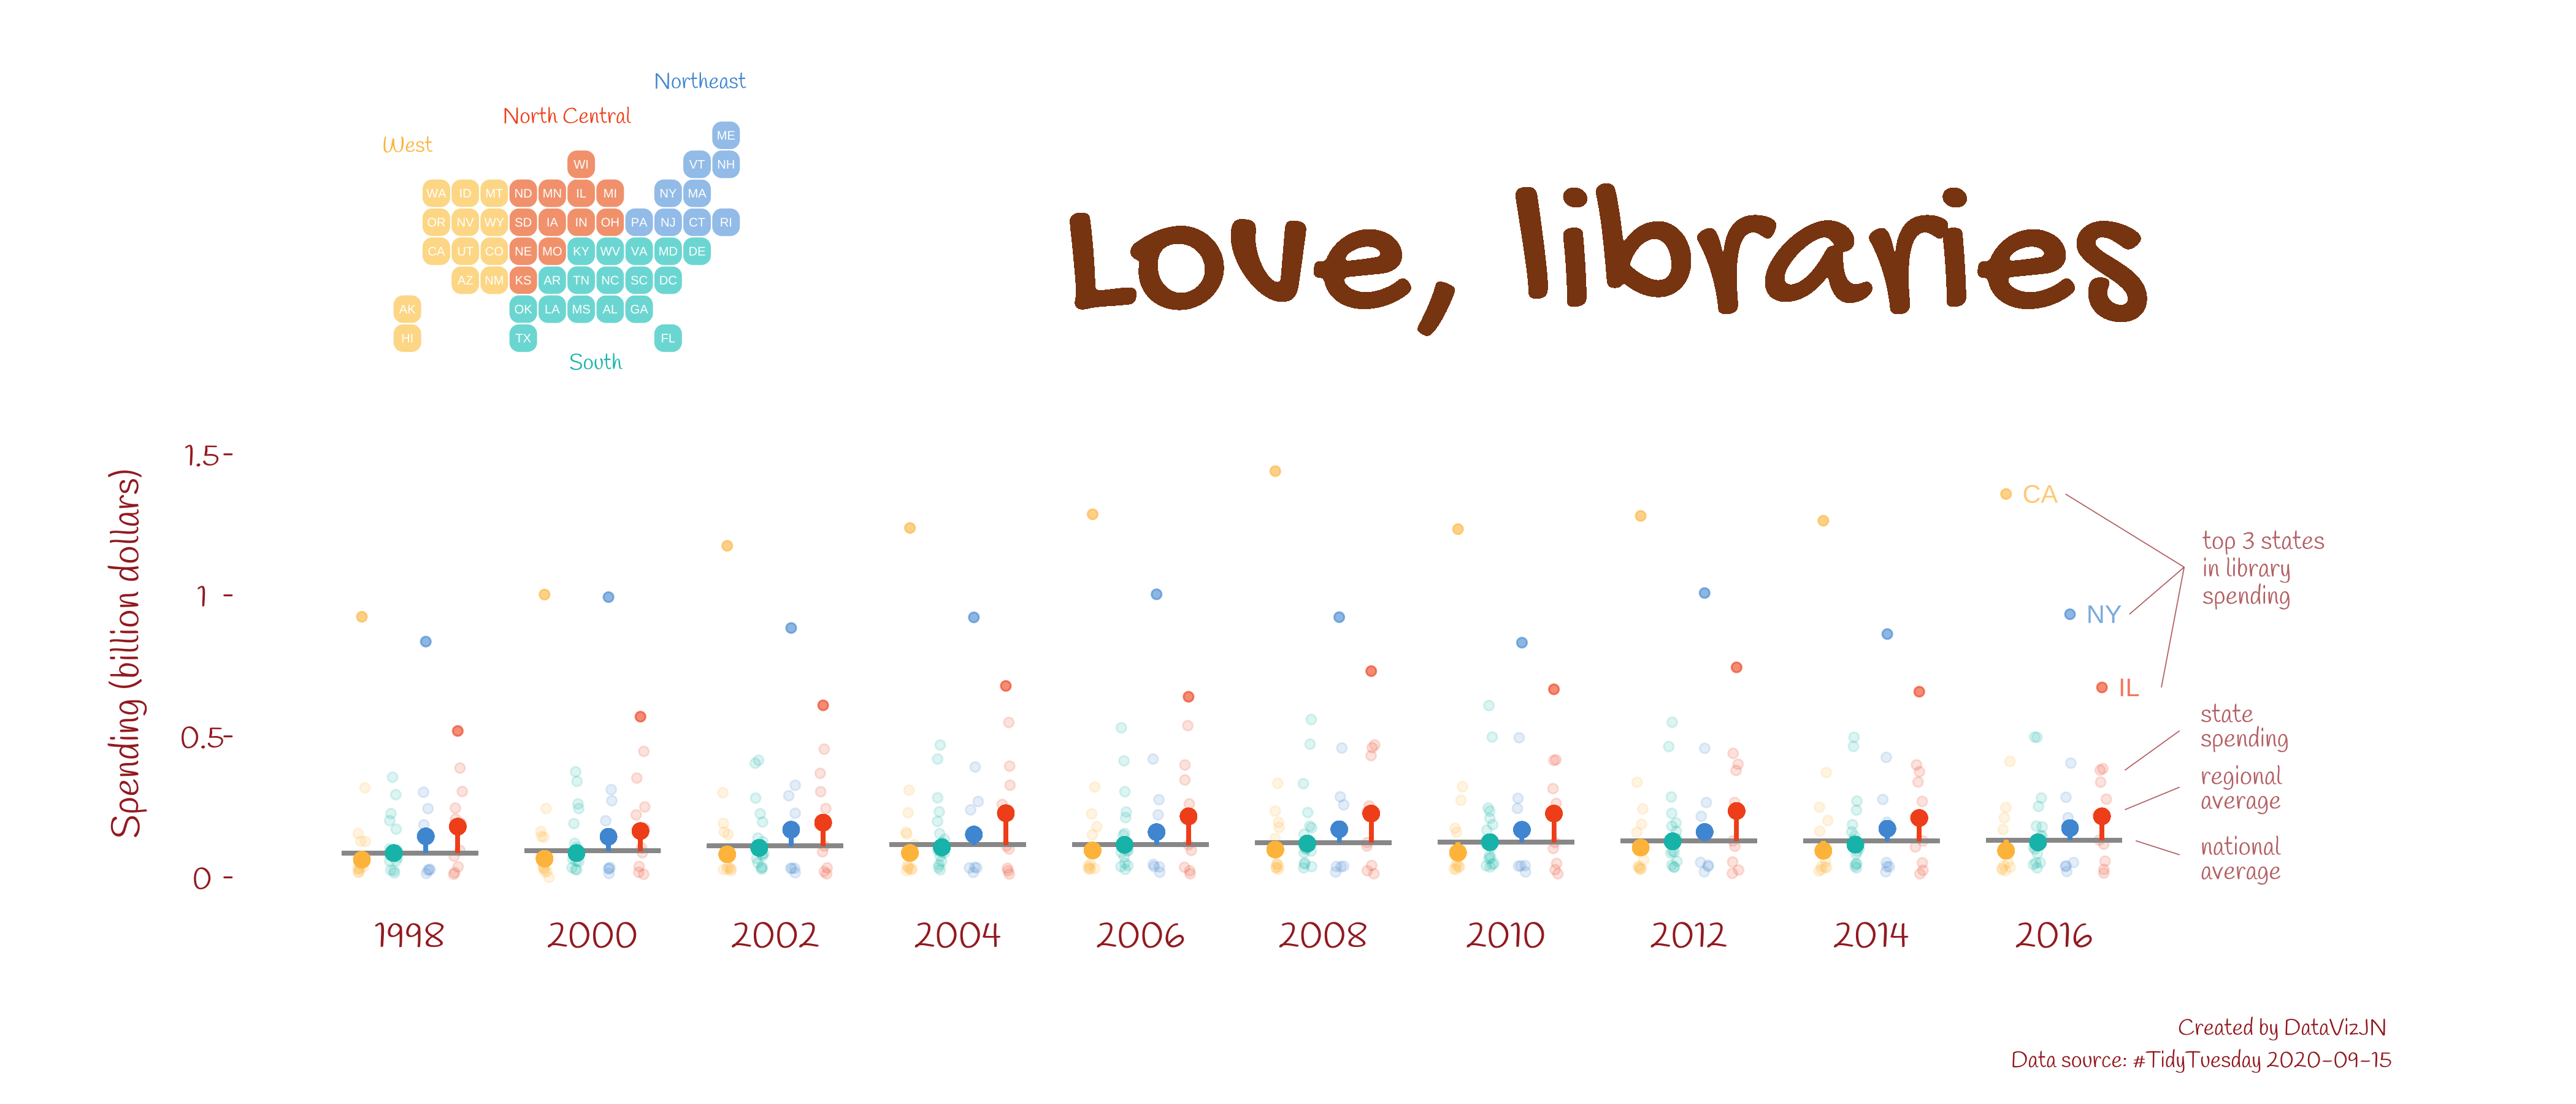 Northeast
North Central
West
ME
WI VT NH
WA ID MT ND MN IL MI NY MA
OR NV WY SD IA IN OH PA NJ CT RI
CA UT CO NE MO KY WV VA MD DE
AZ NM KS AR TN NC SC DC
AK OK LA MS AL GA
HI TX FL
South
Love, libraries
Spending (billion dollars)
1.5
1
0.5
0
CA
NY
IL
top 3 states
in library
spending
state
spending
regional
average
national
average
1998 2000 2002 2004 2006 2008 2010 2012 2014 2016
Created by DataVizJN
Data source: #TidyTuesday 2020-09-15